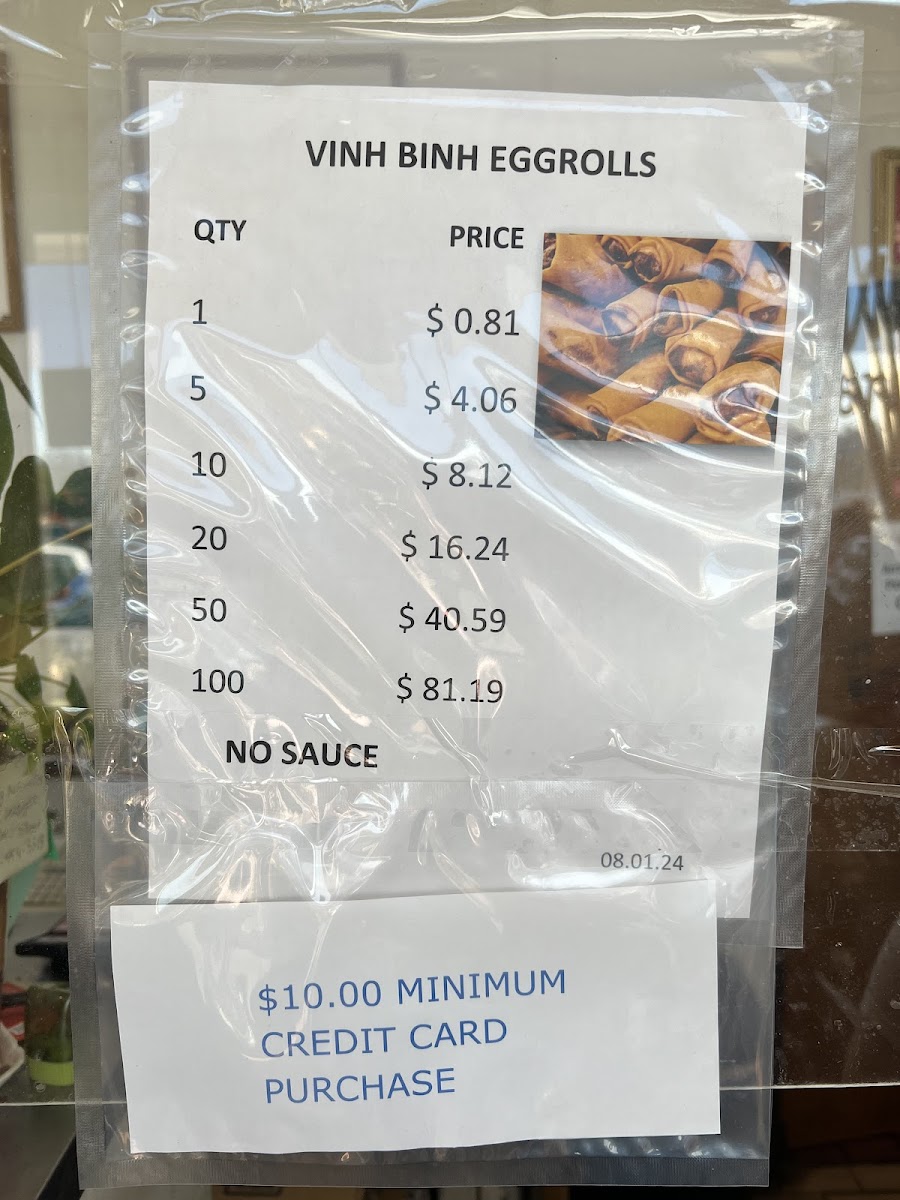 VINH BINH EGGROLLS
QTY PRICE
1 $ 0.81
5 $ 4.06
10 $ 8.12
20 $ 16.24
50 $ 40.59
100 $ 81.19
NO SAUCE
08.01.24
$10.00 MINIMUM
CREDIT CARD
PURCHASE